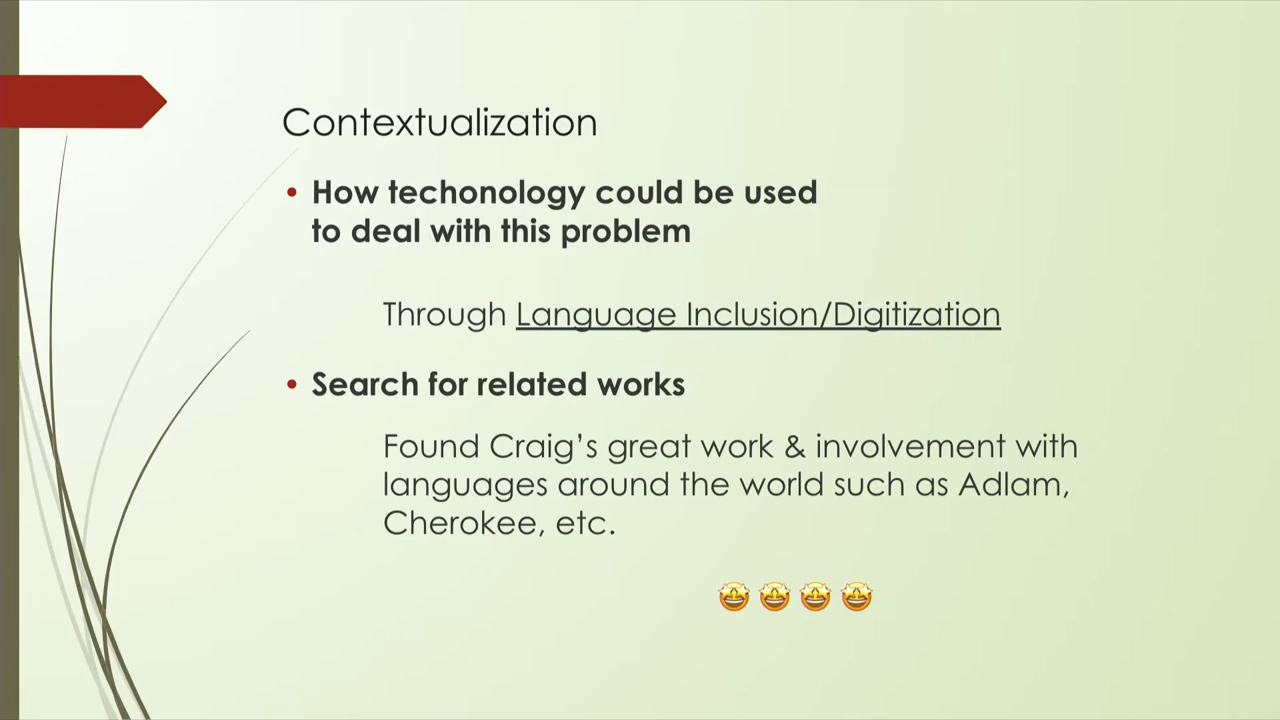 Contextualization
• How techonology could be used
to deal with this problem
Through Language Inclusion/Digitization
• Search for related works
Found Craig’s great work & involvement with
languages around the world such as Adlam,
Cherokee, etc.
🤩 🤩 🤩 🤩